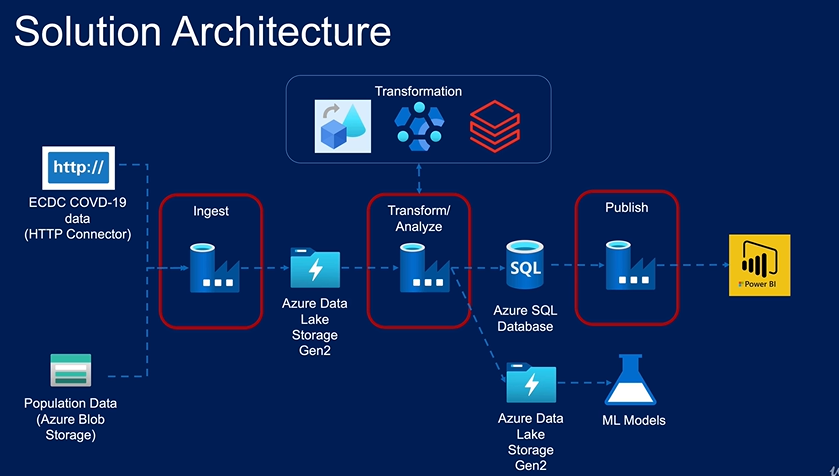 Solution Architecture
Transformation
http://
ECDC COVD-19
data
(HTTP Connector)
Ingest
Transform/
Analyze
Publish
SQL
Power BI
Azure Data
Lake
Storage
Gen2
Azure SQL
Database
Population Data
(Azure Blob
Storage)
Azure Data
Lake
Storage
Gen2
ML Models